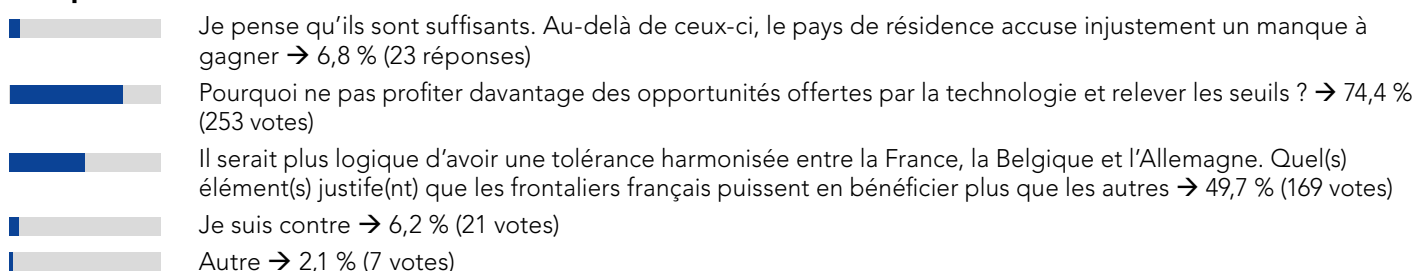 Je pense qu'ils sont suffisants. Au-delà de ceux-ci, le pays de résidence accuse injustement un manque à
gagner → 6,8 % (23 réponses)
Pourquoi ne pas profiter davantage des opportunités offertes par la technologie et relever les seuils ? → 74,4 %
(253 votes)
Il serait plus logique d'avoir une tolérance harmonisée entre la France, la Belgique et l'Allemagne. Quel(s)
élément(s) justife(nt) que les frontaliers français puissent en bénéficier plus que les autres → 49,7 % (169 votes)
Je suis contre → 6,2 % (21 votes)
Autre → 2,1 % (7 votes)